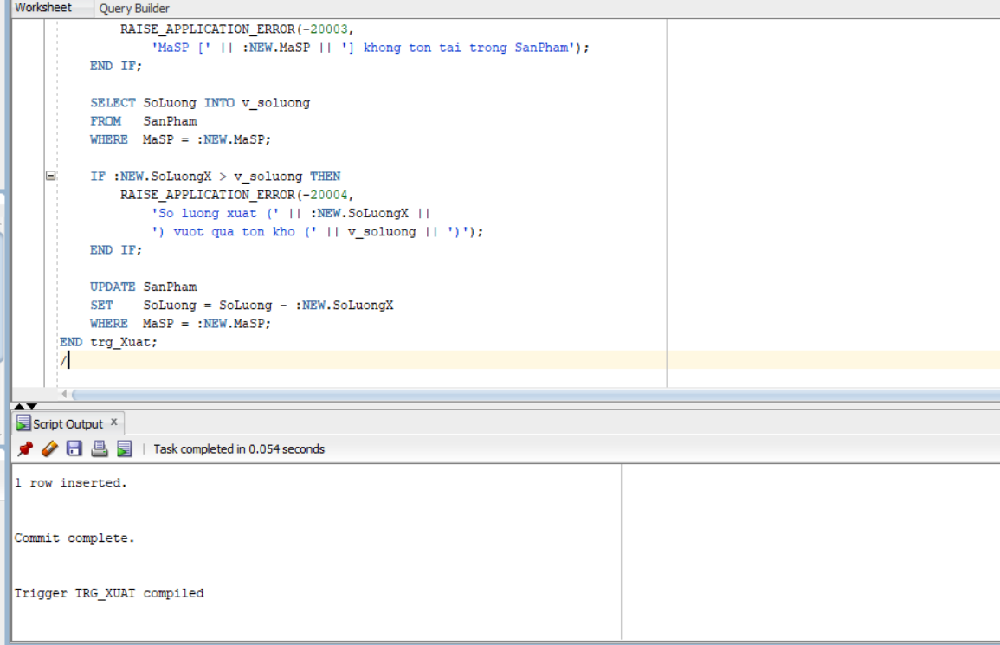 Worksheet Query Builder
RAISE_APPLICATION_ERROR(-20003,
'MaSP [' || :NEW.MaSP || '] khong ton tai trong SanPham');
END IF;
SELECT SoLuong INTO v_soluong
FROM SanPham
WHERE MaSP = :NEW.MaSP;
IF :NEW.SoLuongX > v_soluong THEN
RAISE_APPLICATION_ERROR(-20004,
'So luong xuat (' || :NEW.SoLuongX ||
') vuot qua ton kho (' || v_soluong || ')');
END IF;
UPDATE SanPham
SET SoLuong = SoLuong - :NEW.SoLuongX
WHERE MaSP = :NEW.MaSP;
END trg_Xuat;
/
Script Output x
Task completed in 0.054 seconds
1 row inserted.
Commit complete.
Trigger TRG_XUAT compiled